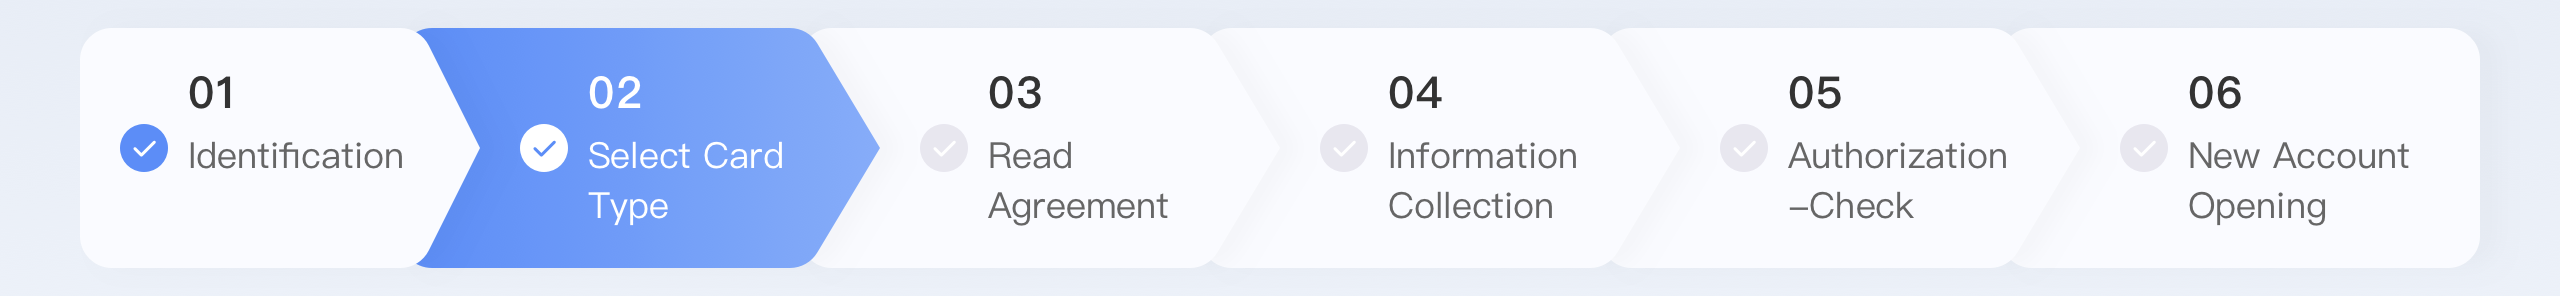 01
Identification
02
Select Card
Type
03
Read
Agreement
04
Information
Collection
05
Authorization
–Check
06
New Account
Opening